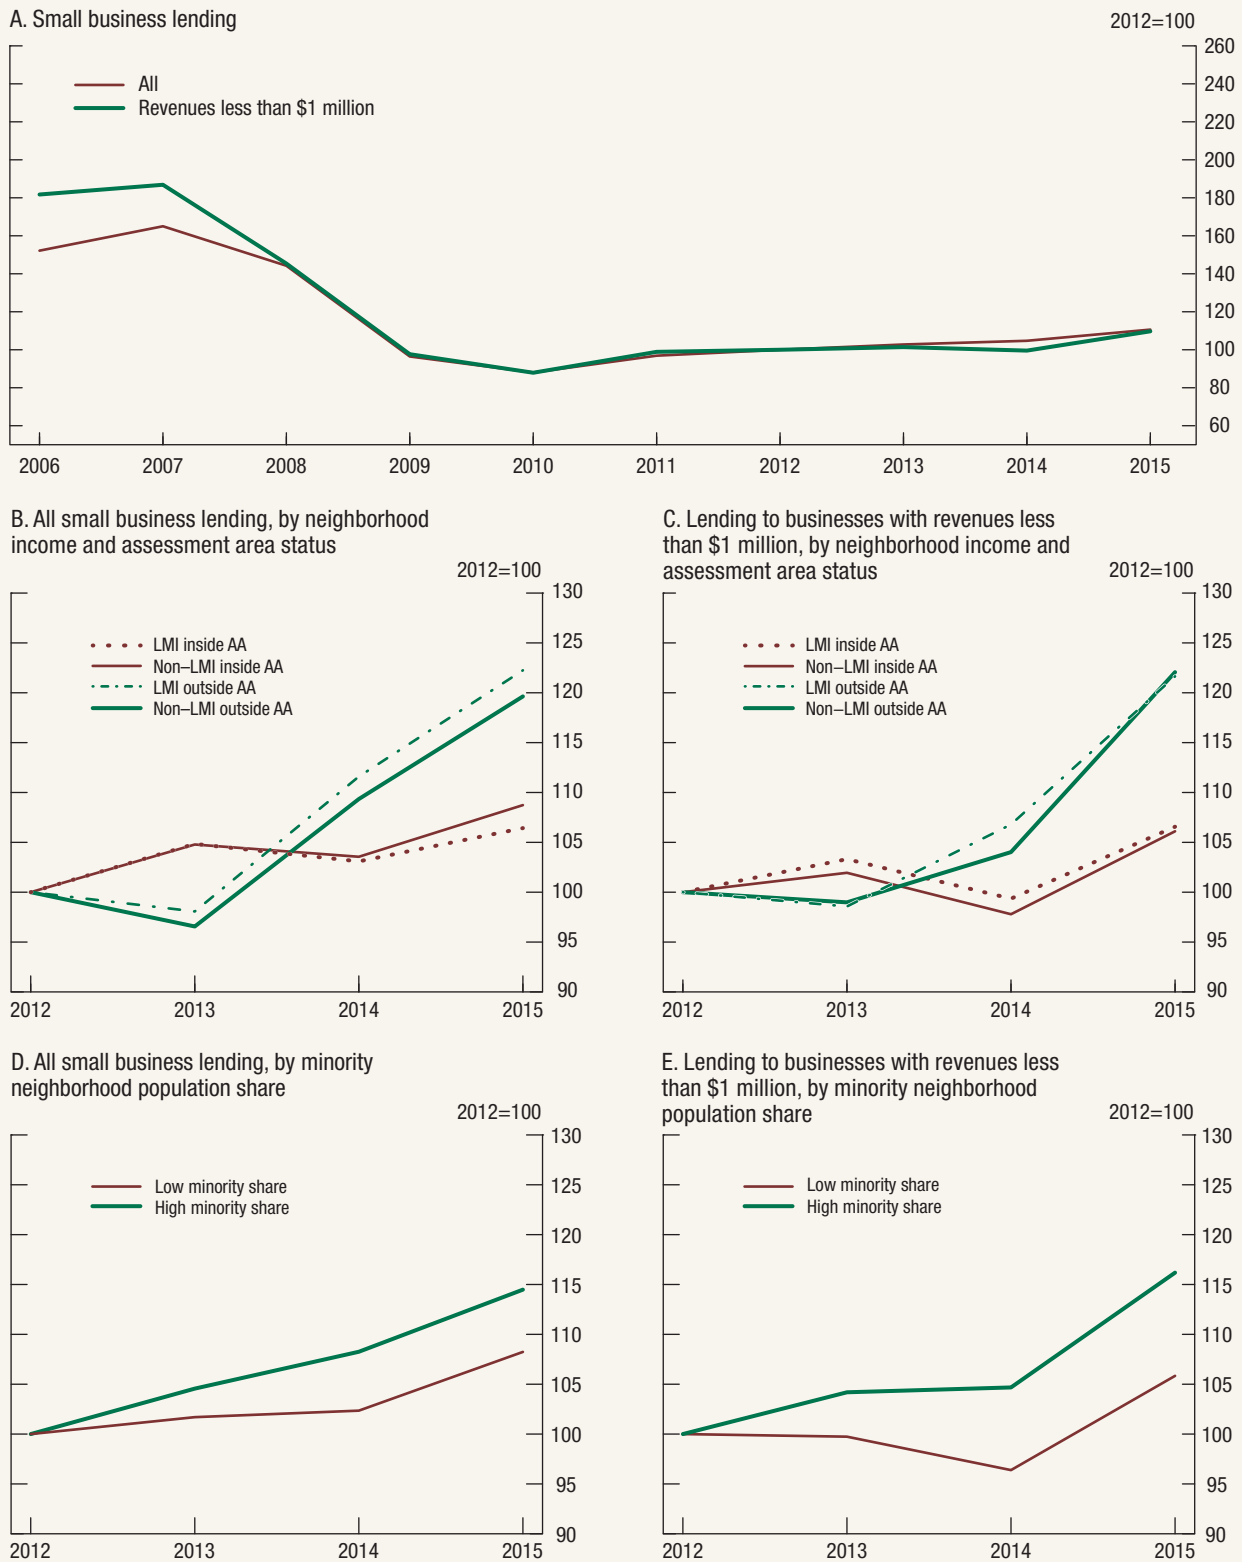 A. Small business lending
2012=100
260
240
220
200
180
160
140
120
100
80
60
All
Revenues less than $1 million
2006 2007 2008 2009 2010 2011 2012 2013 2014 2015
B. All small business lending, by neighborhood
income and assessment area status
2012=100
130
125
120
115
110
105
100
95
90
LMI inside AA
Non–LMI inside AA
LMI outside AA
Non–LMI outside AA
2012 2013 2014 2015
C. Lending to businesses with revenues less
than $1 million, by neighborhood income and
assessment area status
2012=100
130
125
120
115
110
105
100
95
90
LMI inside AA
Non–LMI inside AA
LMI outside AA
Non–LMI outside AA
2012 2013 2014 2015
D. All small business lending, by minority
neighborhood population share
2012=100
130
125
120
115
110
105
100
95
90
Low minority share
High minority share
2012 2013 2014 2015
E. Lending to businesses with revenues less
than $1 million, by minority neighborhood
population share
2012=100
130
125
120
115
110
105
100
95
90
Low minority share
High minority share
2012 2013 2014 2015